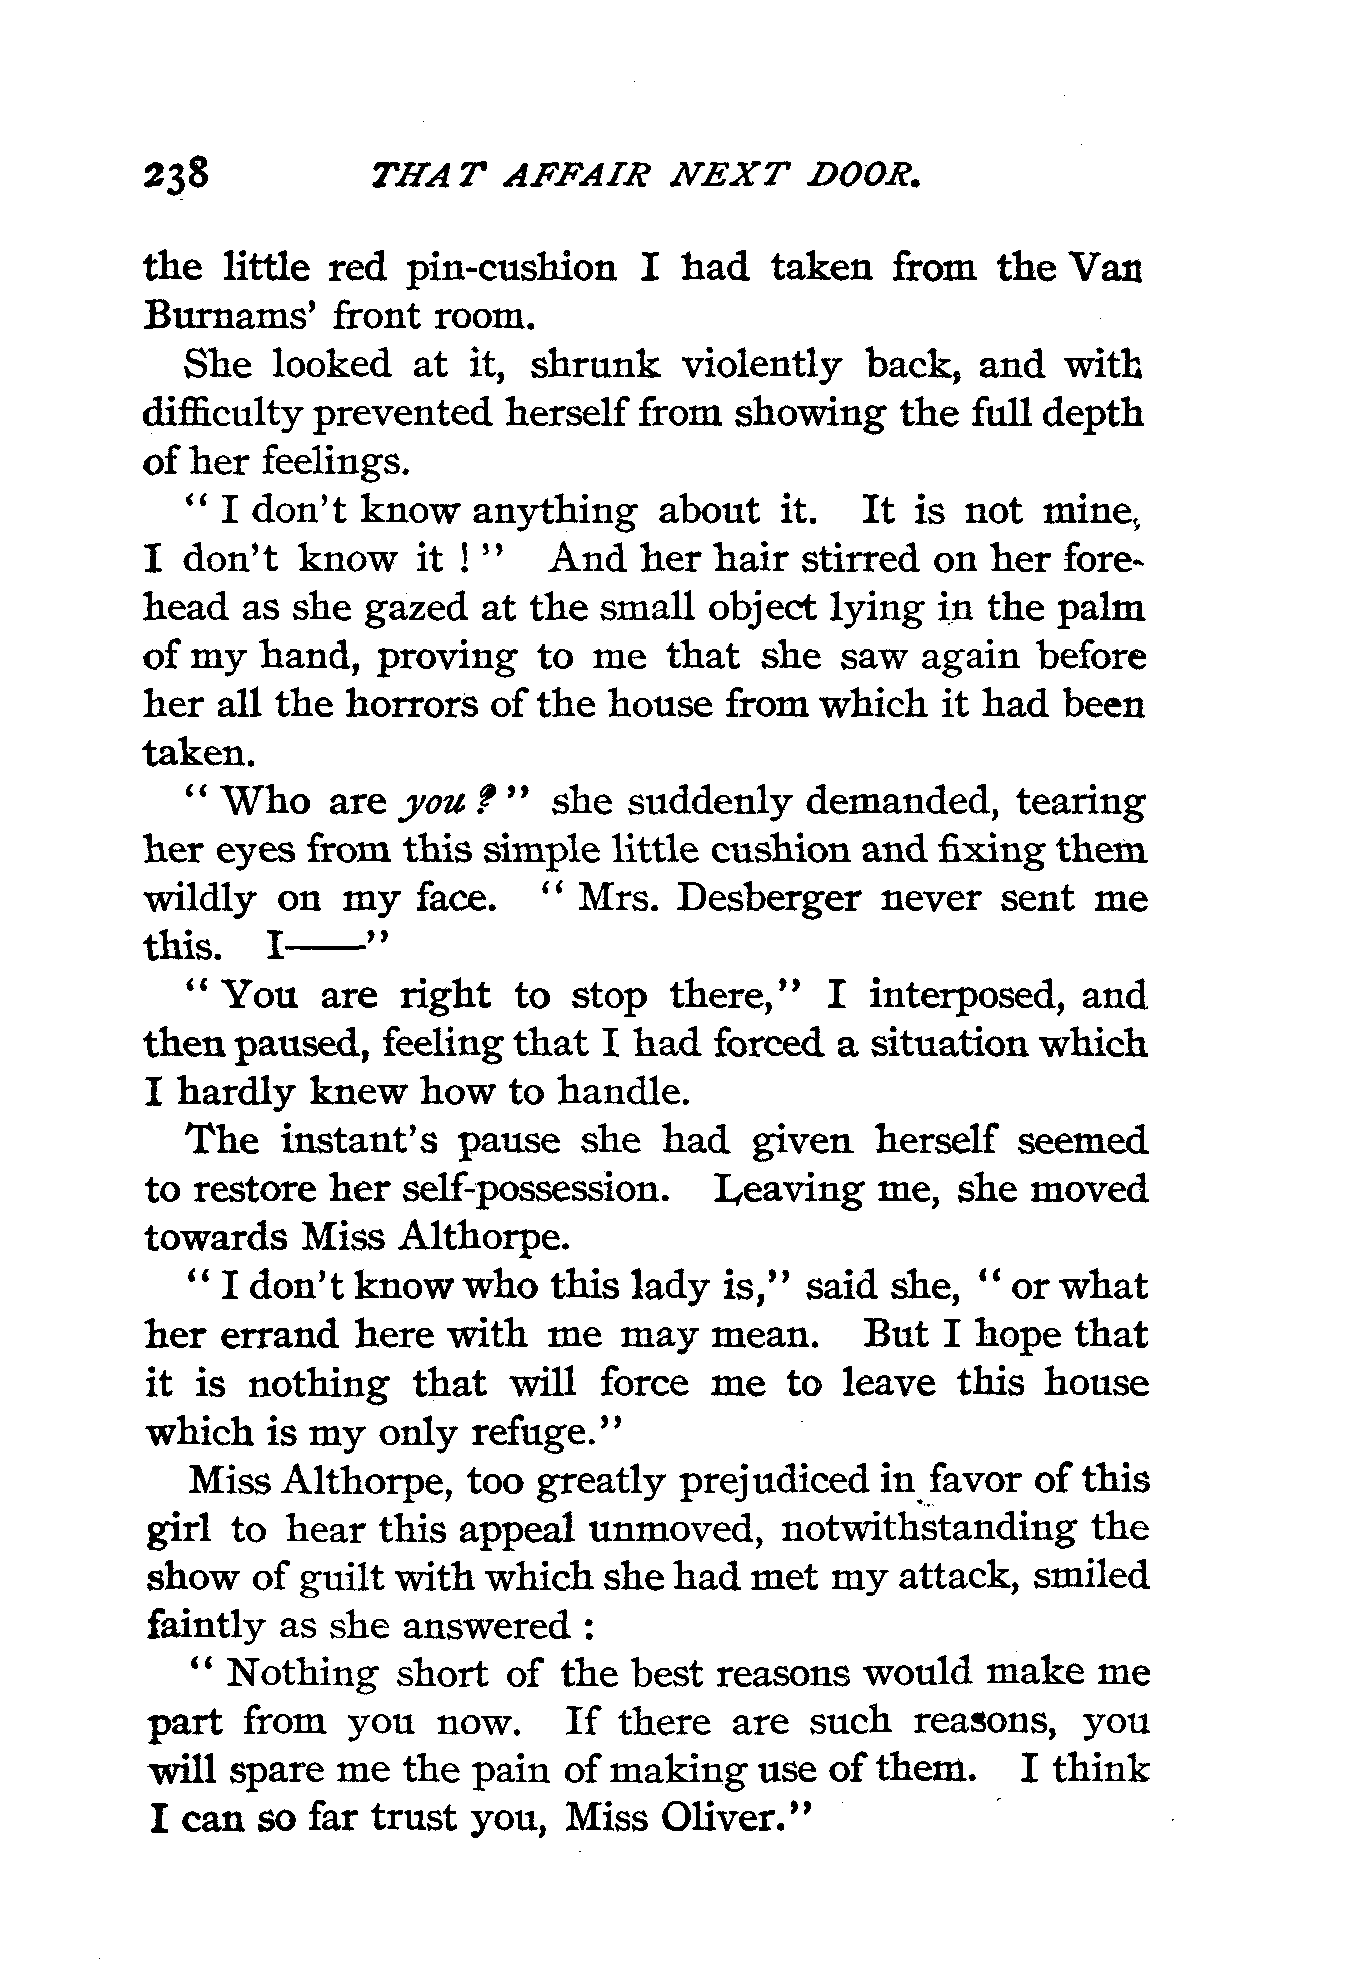 238 THAT AFFAIR NEXT DOOR.
the little red pin-cushion I had taken from the Van
Burnams' front room.
She looked at it, shrunk violently back, and with
difficulty prevented herself from showing the full depth
of her feelings.
"I don't know anything about it. It is not mine,
I don't know it!" And her hair stirred on her fore-
head as she gazed at the small object lying in the palm
of my hand, proving to me that she saw again before
her all the horrors of the house from which it had been
taken.
"Who are you?" she suddenly demanded, tearing
her eyes from this simple little cushion and fixing them
wildly on my face. "Mrs. Desberger never sent me
this. I——"
"You are right to stop there," I interposed, and
then paused, feeling that I had forced a situation which
I hardly knew how to handle.
The instant's pause she had given herself seemed
to restore her self-possession. Leaving me, she moved
towards Miss Althorpe.
"I don't know who this lady is," said she, "or what
her errand here with me may mean. But I hope that
it is nothing that will force me to leave this house
which is my only refuge."
Miss Althorpe, too greatly prejudiced in favor of this
girl to hear this appeal unmoved, notwithstanding the
show of guilt with which she had met my attack, smiled
faintly as she answered:
"Nothing short of the best reasons would make me
part from you now. If there are such reasons, you
will spare me the pain of making use of them. I think
I can so far trust you, Miss Oliver."